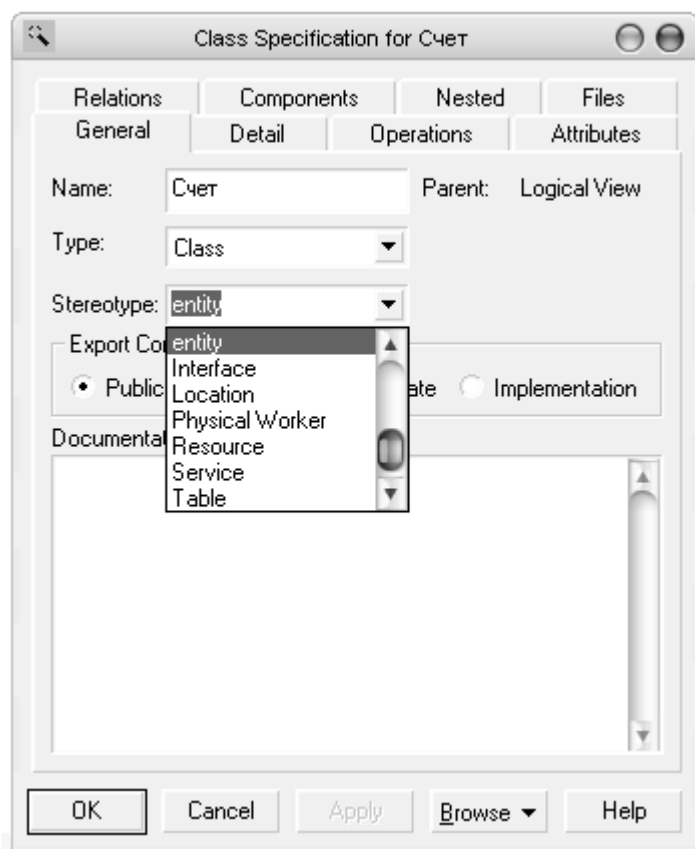 Class Specification for Счет
Relations Components Nested Files
General Detail Operations Attributes
Name: Счет Parent: Logical View
Type: Class
Stereotype: entity
Export Co
entity
Interface
Location
Physical Worker
Resource
Service
Table
Public ate Implementation
Documentat
OK Cancel Apply Browse Help